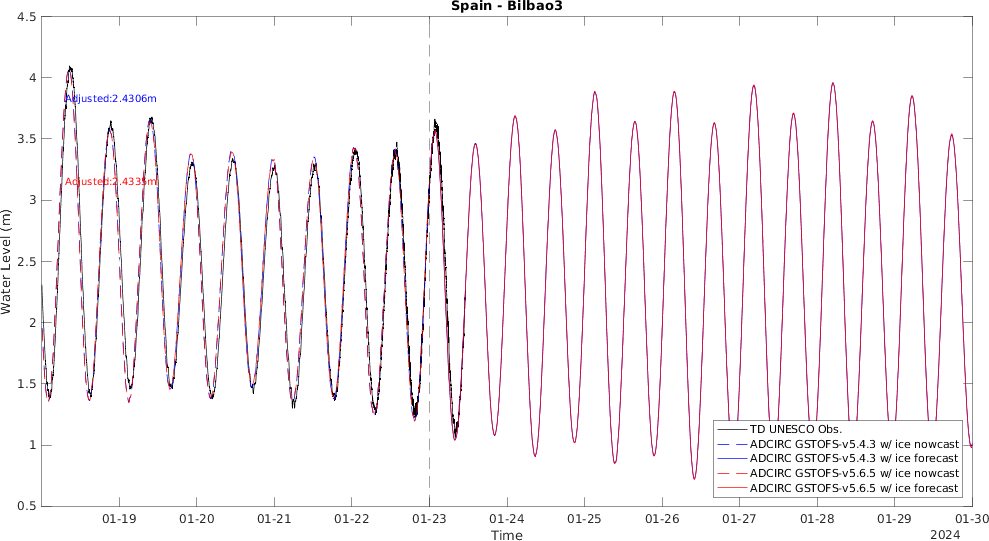 Spain - Bilbao3
4.5
4
3.5
3
2.5
2
1.5
1
0.5
Water Level (m)
Adjusted:2.4306m
Adjusted:2.4335m
TD UNESCO Obs.
ADCIRC GSTOFS-v5.4.3 w/ ice nowcast
ADCIRC GSTOFS-v5.4.3 w/ ice forecast
ADCIRC GSTOFS-v5.6.5 w/ ice nowcast
ADCIRC GSTOFS-v5.6.5 w/ ice forecast
01-19 01-20 01-21 01-22 01-23 01-24 01-25 01-26 01-27 01-28 01-29 01-30
Time
2024